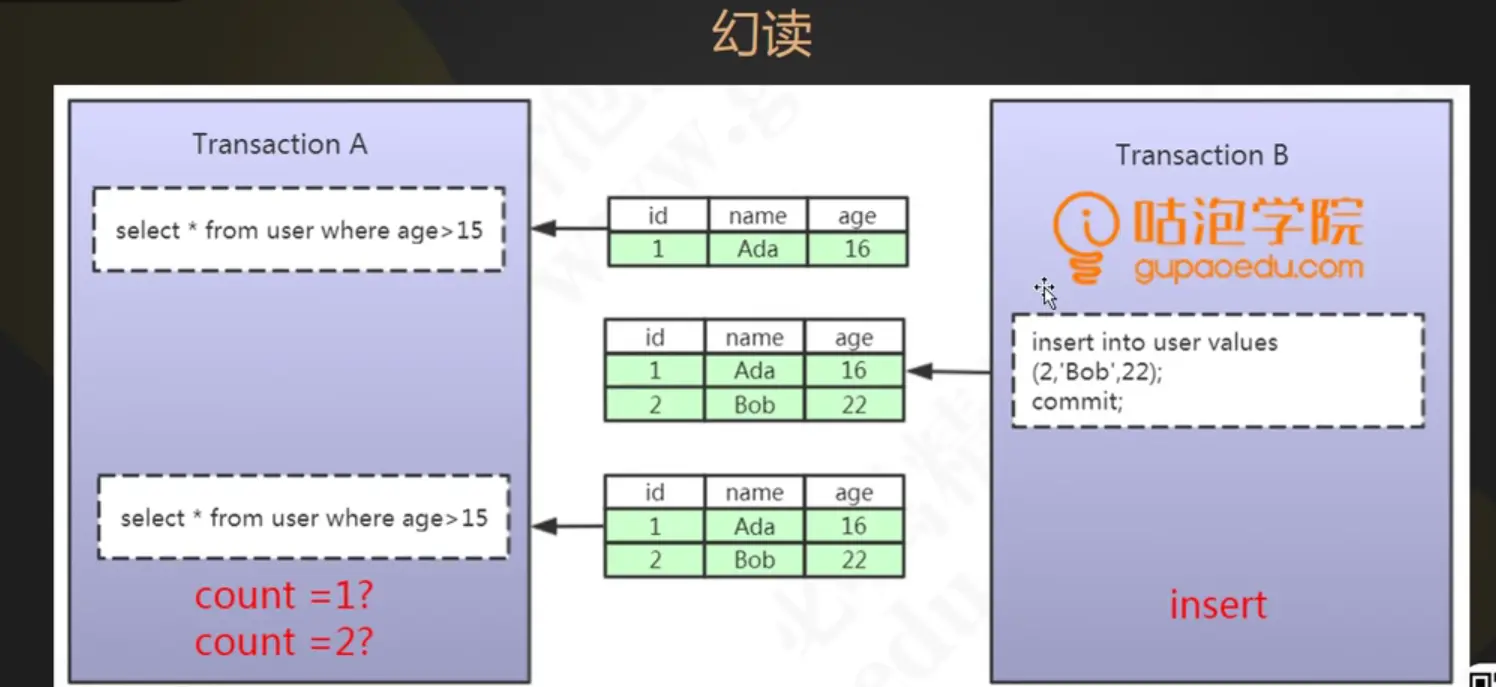 幻读
Transaction A
select * from user where age>15
id name age
1 Ada 16
Transaction B
咕泡学院
gupaoedu.com
id name age
1 Ada 16
2 Bob 22
insert into user values
(2,'Bob',22);
commit;
select * from user where age>15
id name age
1 Ada 16
2 Bob 22
count =1?
count =2?
insert